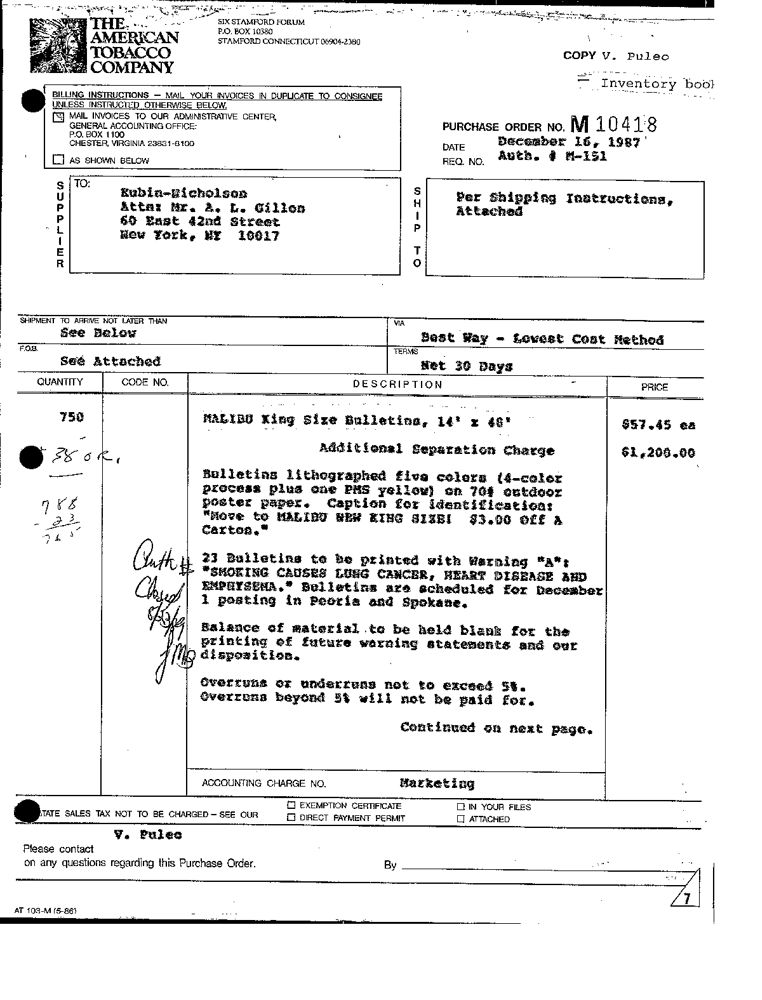 THE
AMERICAN
TOBACCO
COMPANY
SIX STAMFORD FORUM
P.O. BOX 10380
STAMFORD CONNECTICUT 06904-2380
COPY V. Puleo
Inventory book
BILLING INSTRUCTIONS — MAIL YOUR INVOICES IN DUPLICATE TO CONSIGNEE
UNLESS INSTRUCTED OTHERWISE BELOW.
MAIL INVOICES TO OUR ADMINISTRATIVE CENTER,
GENERAL ACCOUNTING OFFICE:
P.O. BOX 1100
CHESTER, VIRGINIA 23831-8100
AS SHOWN BELOW
PURCHASE ORDER NO. M 10418
DATE December 16, 1987
REQ. NO. Auth. # M-151
SUPPLIER
TO:
Rubin-Nicholson
Attn: Mr. A. L. Gillon
60 East 42nd Street
New York, NY 10017
SHIP TO
Per Shipping Instructions,
Attached
SHIPMENT TO ARRIVE NOT LATER THAN
See Below
VIA
Best Way - Lowest Cost Method
F.O.B.
See Attached
TERMS
Net 30 Days
QUANTITY CODE NO. DESCRIPTION PRICE
750 MALIBU King Size Bulletins, 14' x 48' $57.45 ea
Additional Separation Charge $1,200.00
Bulletins lithographed five colors (4-color
process plus one PMS yellow) on 70# outdoor
poster paper. Caption for identification:
"Move to MALIBU NEW KING SIZE! $3.00 Off A
Carton."
788
- 23
765
Auth #
Closed
23 Bulletins to be printed with Warning "A":
"SMOKING CAUSES LUNG CANCER, HEART DISEASE AND
EMPHYSEMA." Bulletins are scheduled for December
1 posting in Peoria and Spokane.
Balance of material to be held blank for the
printing of future warning statements and our
disposition.
Overruns or underruns not to exceed 5%.
Overruns beyond 5% will not be paid for.
Continued on next page.
ACCOUNTING CHARGE NO. Marketing
STATE SALES TAX NOT TO BE CHARGED – SEE OUR
EXEMPTION CERTIFICATE
DIRECT PAYMENT PERMIT
IN YOUR FILES
ATTACHED
V. Puleo
Please contact
on any questions regarding this Purchase Order.
By
7
AT 103-M (5-86)